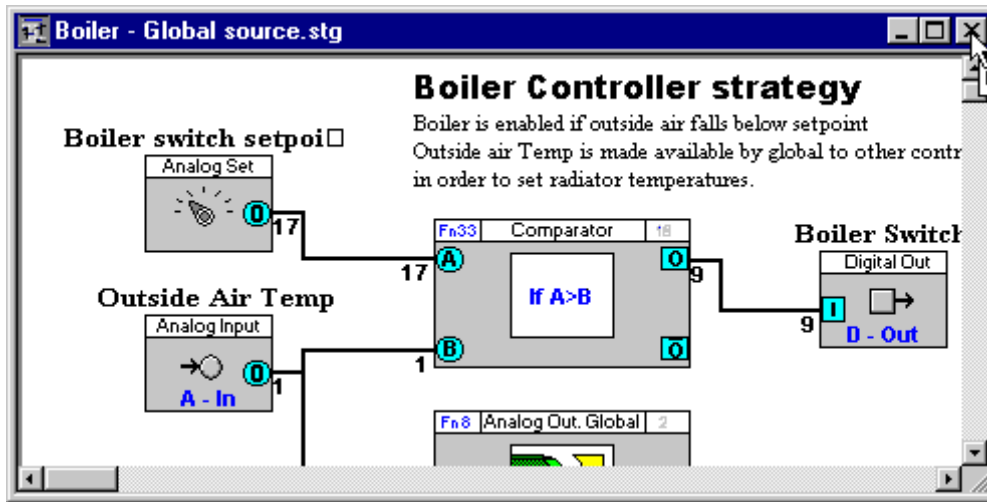 Boiler - Global source.stg
Boiler Controller strategy
Boiler is enabled if outside air falls below setpoint
Outside air Temp is made available by global to other contr
in order to set radiator temperatures.
Boiler switch setpoi
Analog Set
O
17
Fn33 Comparator 18
17 A
If A>B
O
9
Boiler Switch
Digital Out
I
9
D - Out
Outside Air Temp
Analog Input
O
1
A - In
B
1
O
Fn8 Analog Out. Global 2